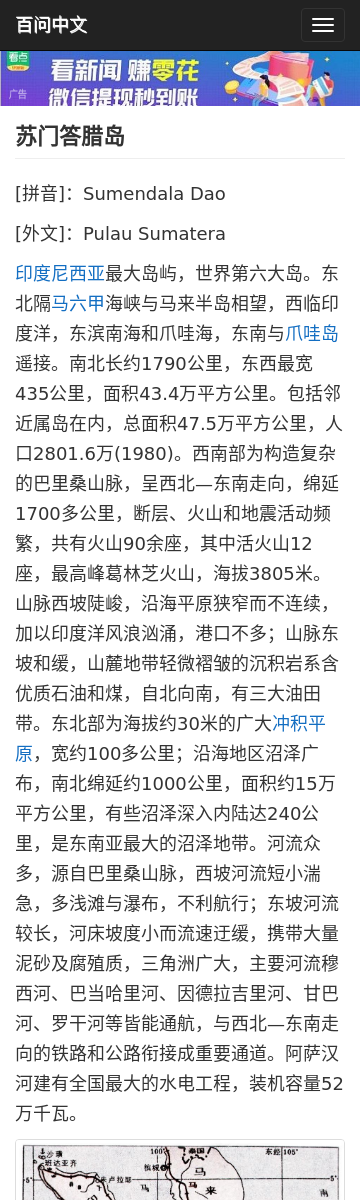 百问中文
看点
看新闻 赚零花
微信提现秒到账
广告
苏门答腊岛
[拼音]：Sumendala Dao
[外文]：Pulau Sumatera
印度尼西亚最大岛屿，世界第六大岛。东
北隔马六甲海峡与马来半岛相望，西临印
度洋，东滨南海和爪哇海，东南与爪哇岛
遥接。南北长约1790公里，东西最宽
435公里，面积43.4万平方公里。包括邻
近属岛在内，总面积47.5万平方公里，人
口2801.6万(1980)。西南部为构造复杂
的巴里桑山脉，呈西北—东南走向，绵延
1700多公里，断层、火山和地震活动频
繁，共有火山90余座，其中活火山12
座，最高峰葛林芝火山，海拔3805米。
山脉西坡陡峻，沿海平原狭窄而不连续，
加以印度洋风浪汹涌，港口不多；山脉东
坡和缓，山麓地带轻微褶皱的沉积岩系含
优质石油和煤，自北向南，有三大油田
带。东北部为海拔约30米的广大冲积平
原，宽约100多公里；沿海地区沼泽广
布，南北绵延约1000公里，面积约15万
平方公里，有些沼泽深入内陆达240公
里，是东南亚最大的沼泽地带。河流众
多，源自巴里桑山脉，西坡河流短小湍
急，多浅滩与瀑布，不利航行；东坡河流
较长，河床坡度小而流速迂缓，携带大量
泥砂及腐殖质，三角洲广大，主要河流穆
西河、巴当哈里河、因德拉吉里河、甘巴
河、罗干河等皆能通航，与西北—东南走
向的铁路和公路衔接成重要通道。阿萨汉
河建有全国最大的水电工程，装机容量52
万千瓦。
沙璜
班达亚齐
100°
槟城
泰国
东经 105°
马
来
5°